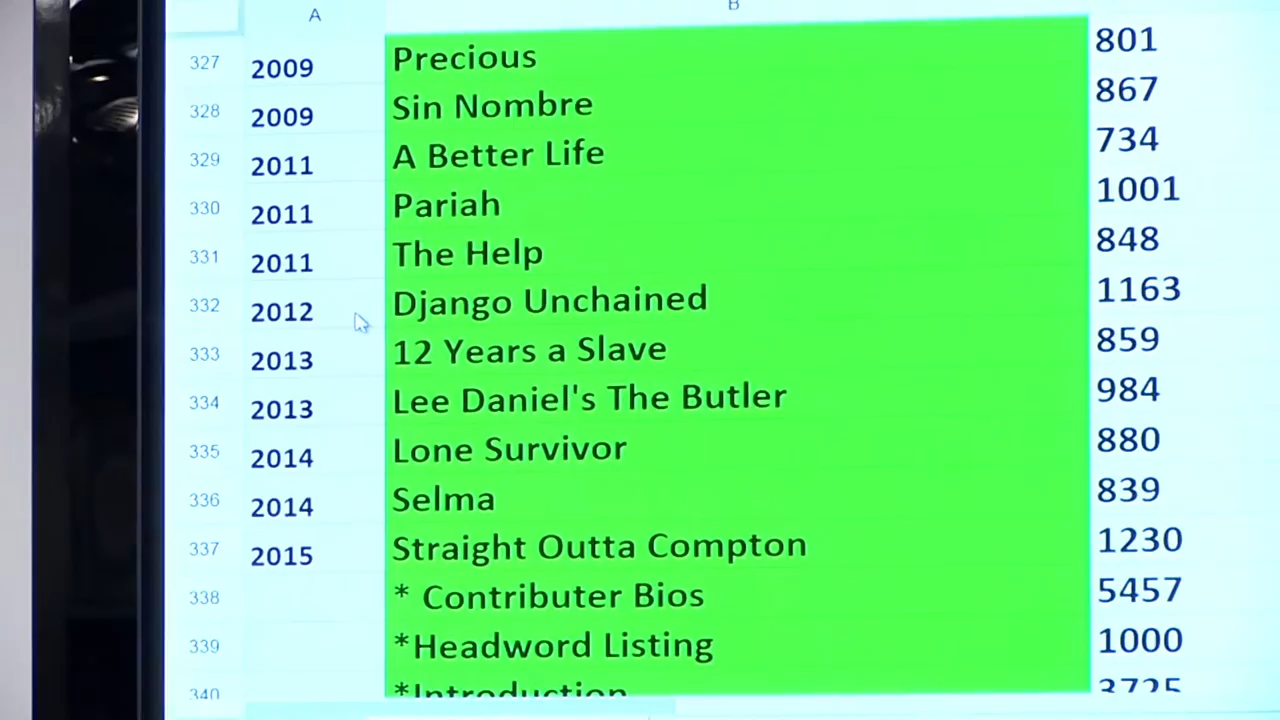 A B
327 2009 Precious 801
328 2009 Sin Nombre 867
329 2011 A Better Life 734
330 2011 Pariah 1001
331 2011 The Help 848
332 2012 Django Unchained 1163
333 2013 12 Years a Slave 859
334 2013 Lee Daniel's The Butler 984
335 2014 Lone Survivor 880
336 2014 Selma 839
337 2015 Straight Outta Compton 1230
338 * Contributer Bios 5457
339 *Headword Listing 1000
340 *Introduction 3725